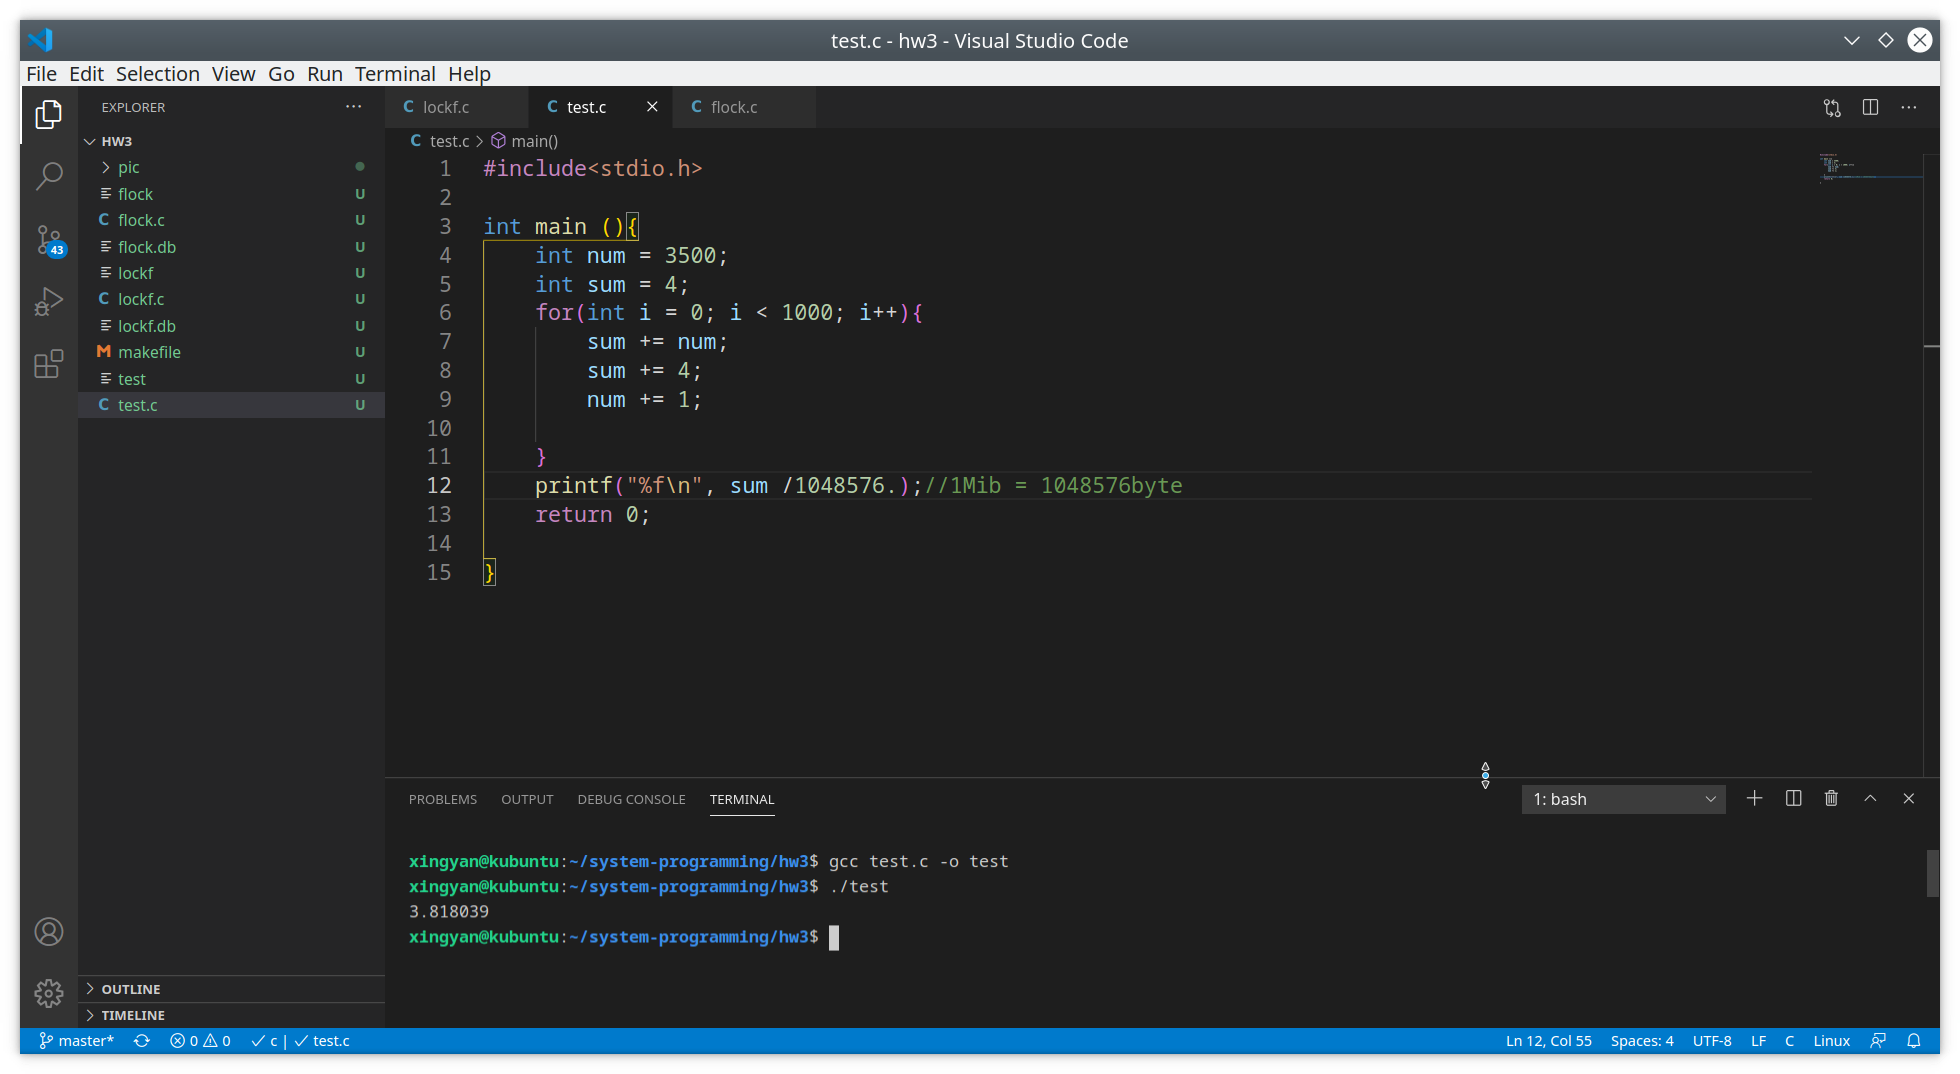 test.c - hw3 - Visual Studio Code
File Edit Selection View Go Run Terminal Help
EXPLORER
HW3
pic
flock U
C flock.c U
flock.db U
lockf U
C lockf.c U
lockf.db U
M makefile U
test U
C test.c U
43
OUTLINE
TIMELINE
C lockf.c C test.c C flock.c
C test.c > main()
1 #include<stdio.h>
2
3 int main (){
4 int num = 3500;
5 int sum = 4;
6 for(int i = 0; i < 1000; i++){
7 sum += num;
8 sum += 4;
9 num += 1;
10
11 }
12 printf("%f\n", sum /1048576.);//1Mib = 1048576byte
13 return 0;
14
15 }
PROBLEMS OUTPUT DEBUG CONSOLE TERMINAL 1: bash
xingyan@kubuntu:~/system-programming/hw3$ gcc test.c -o test
xingyan@kubuntu:~/system-programming/hw3$ ./test
3.818039
xingyan@kubuntu:~/system-programming/hw3$
master* 0 0 c | test.c Ln 12, Col 55 Spaces: 4 UTF-8 LF C Linux